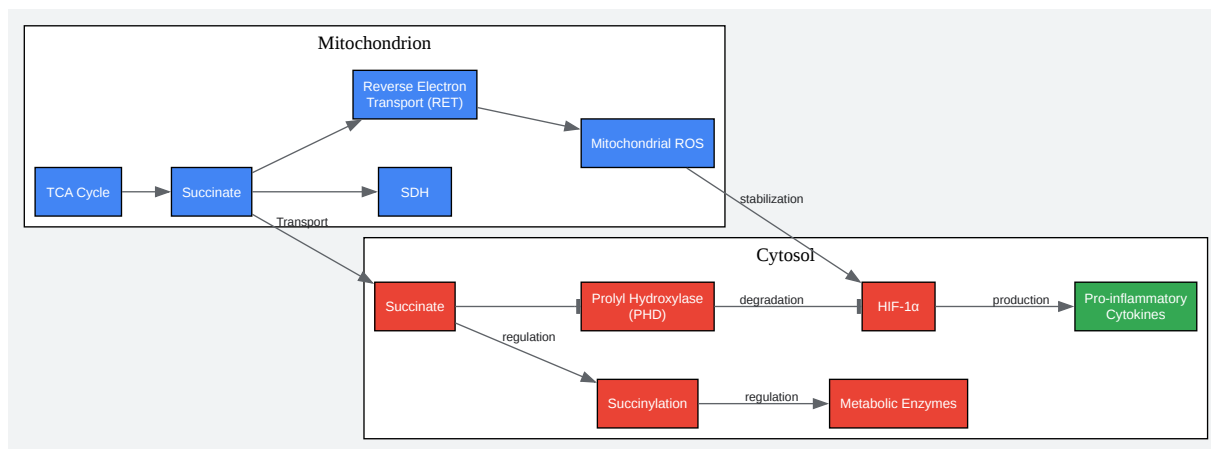 Mitochondrion
Reverse Electron
Transport (RET)
Mitochondrial ROS
TCA Cycle
Succinate
SDH
Transport
stabilization
Cytosol
Succinate
Prolyl Hydroxylase
(PHD)
degradation
HIF-1α
production
Pro-inflammatory
Cytokines
regulation
Succinylation
regulation
Metabolic Enzymes